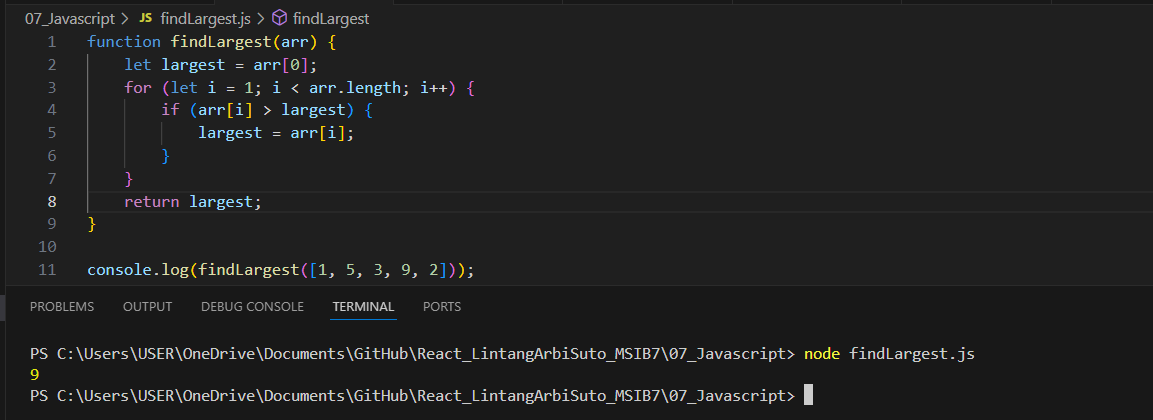 07_Javascript > JS findLargest.js > findLargest
1 function findLargest(arr) {
2     let largest = arr[0];
3     for (let i = 1; i < arr.length; i++) {
4         if (arr[i] > largest) {
5             largest = arr[i];
6         }
7     }
8     return largest;
9 }
10
11 console.log(findLargest([1, 5, 3, 9, 2]));
PROBLEMS OUTPUT DEBUG CONSOLE TERMINAL PORTS
PS C:\Users\USER\OneDrive\Documents\GitHub\React_LintangArbiSuto_MSIB7\07_Javascript> node findLargest.js
9
PS C:\Users\USER\OneDrive\Documents\GitHub\React_LintangArbiSuto_MSIB7\07_Javascript>